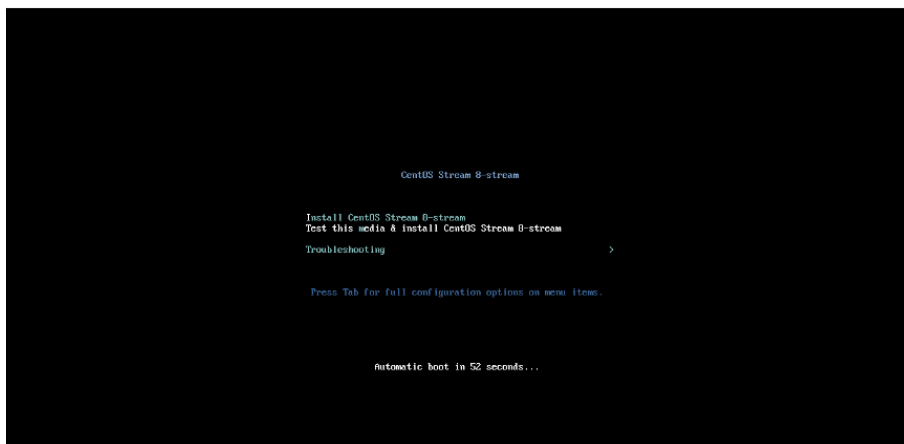 CentOS Stream 8-stream
Install CentOS Stream 8-stream
Test this media & install CentOS Stream 8-stream
Troubleshooting >
Press Tab for full configuration options on menu items.
Automatic boot in 52 seconds...